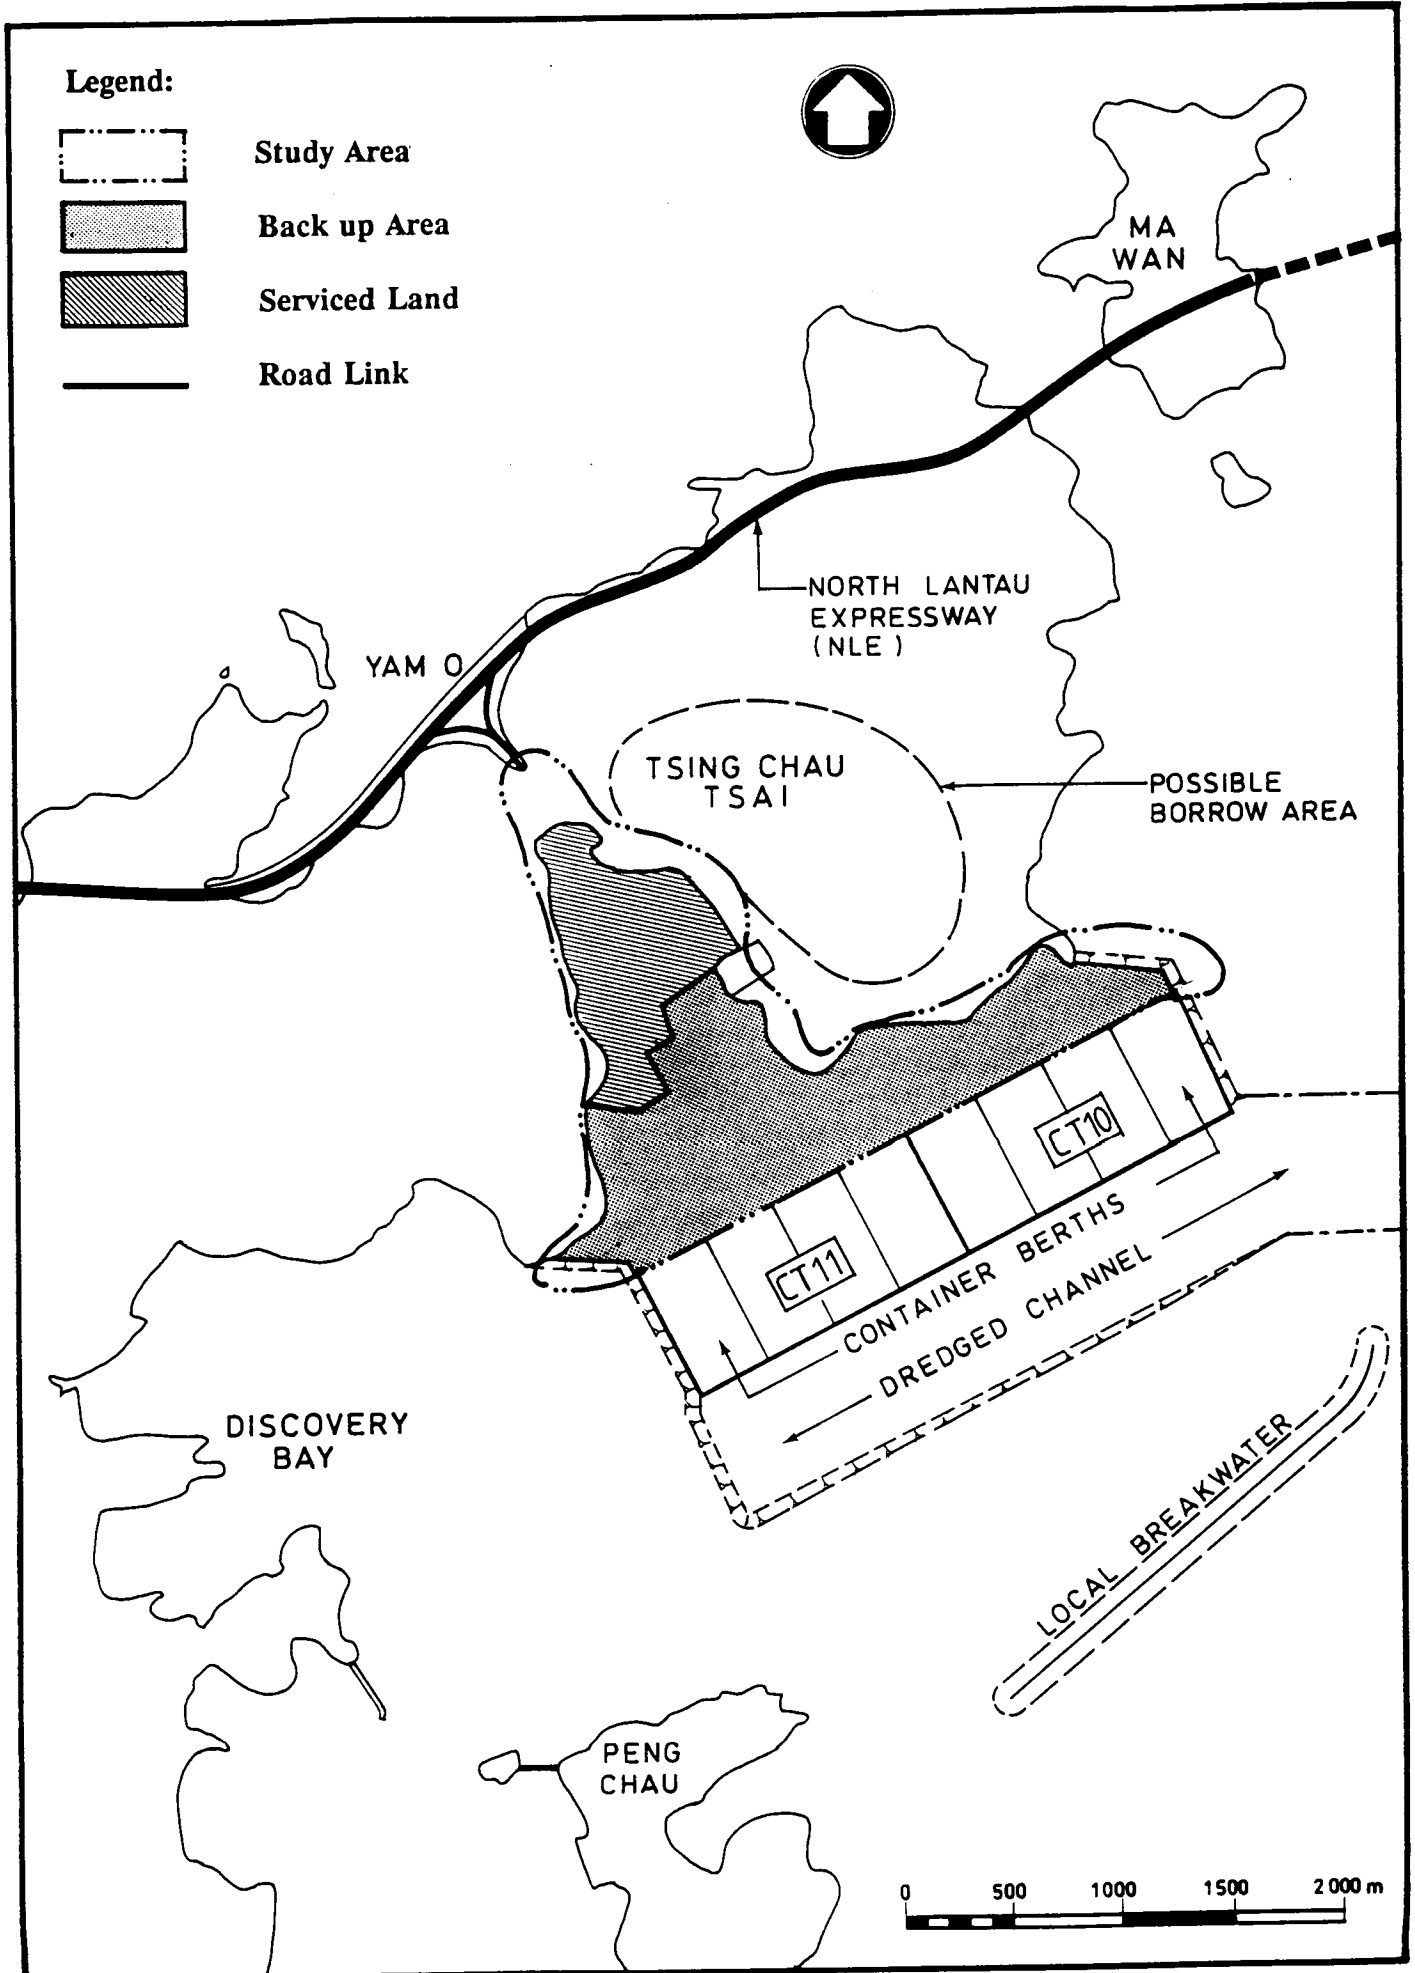 Legend:
Study Area
Back up Area
Serviced Land
Road Link
MA
WAN
NORTH LANTAU
EXPRESSWAY
(NLE)
YAM O
TSING CHAU
TSAI
POSSIBLE
BORROW AREA
CT10
CT11
CONTAINER BERTHS
DREDGED CHANNEL
DISCOVERY
BAY
LOCAL BREAKWATER
PENG
CHAU
0 500 1000 1500 2000 m